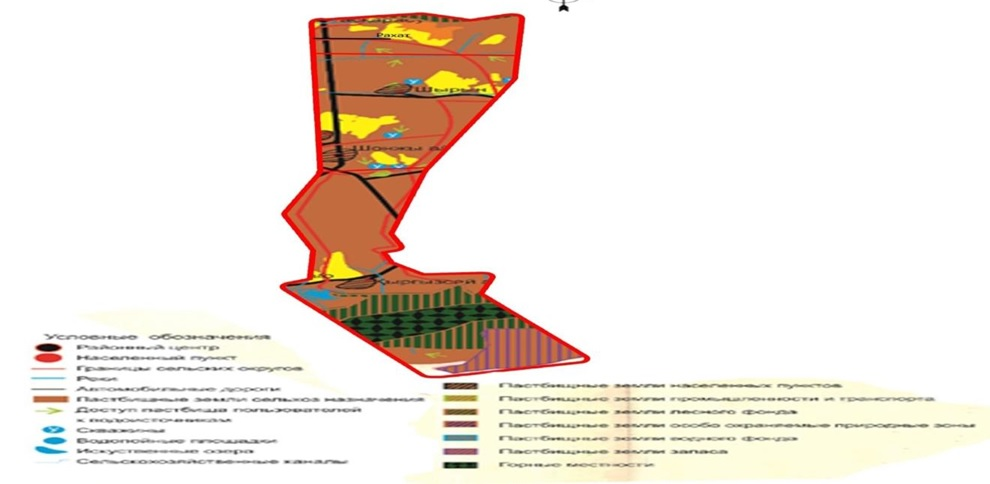 Рахат
Шырын
Шонжы а
Кыргызсай
Условные обозначения
Районный центр
Населенный пункт
Границы сельских округов
Реки
Автомобильные дороги
Пастбищные земли сельхоз назначения
Доступ пастбища пользователей
к водоисточникам
Скважины
Водопойные площадки
Искуственные озера
Сельскохозяйственные каналы
Пастбищные земли населенных пунктов
Пастбищные земли промышленности и транспорта
Пастбищные земли лесного фонда
Пастбищные земли особо охраняемые природные зоны
Пастбищные земли водного фонда
Пастбищные земли запаса
Горные местности